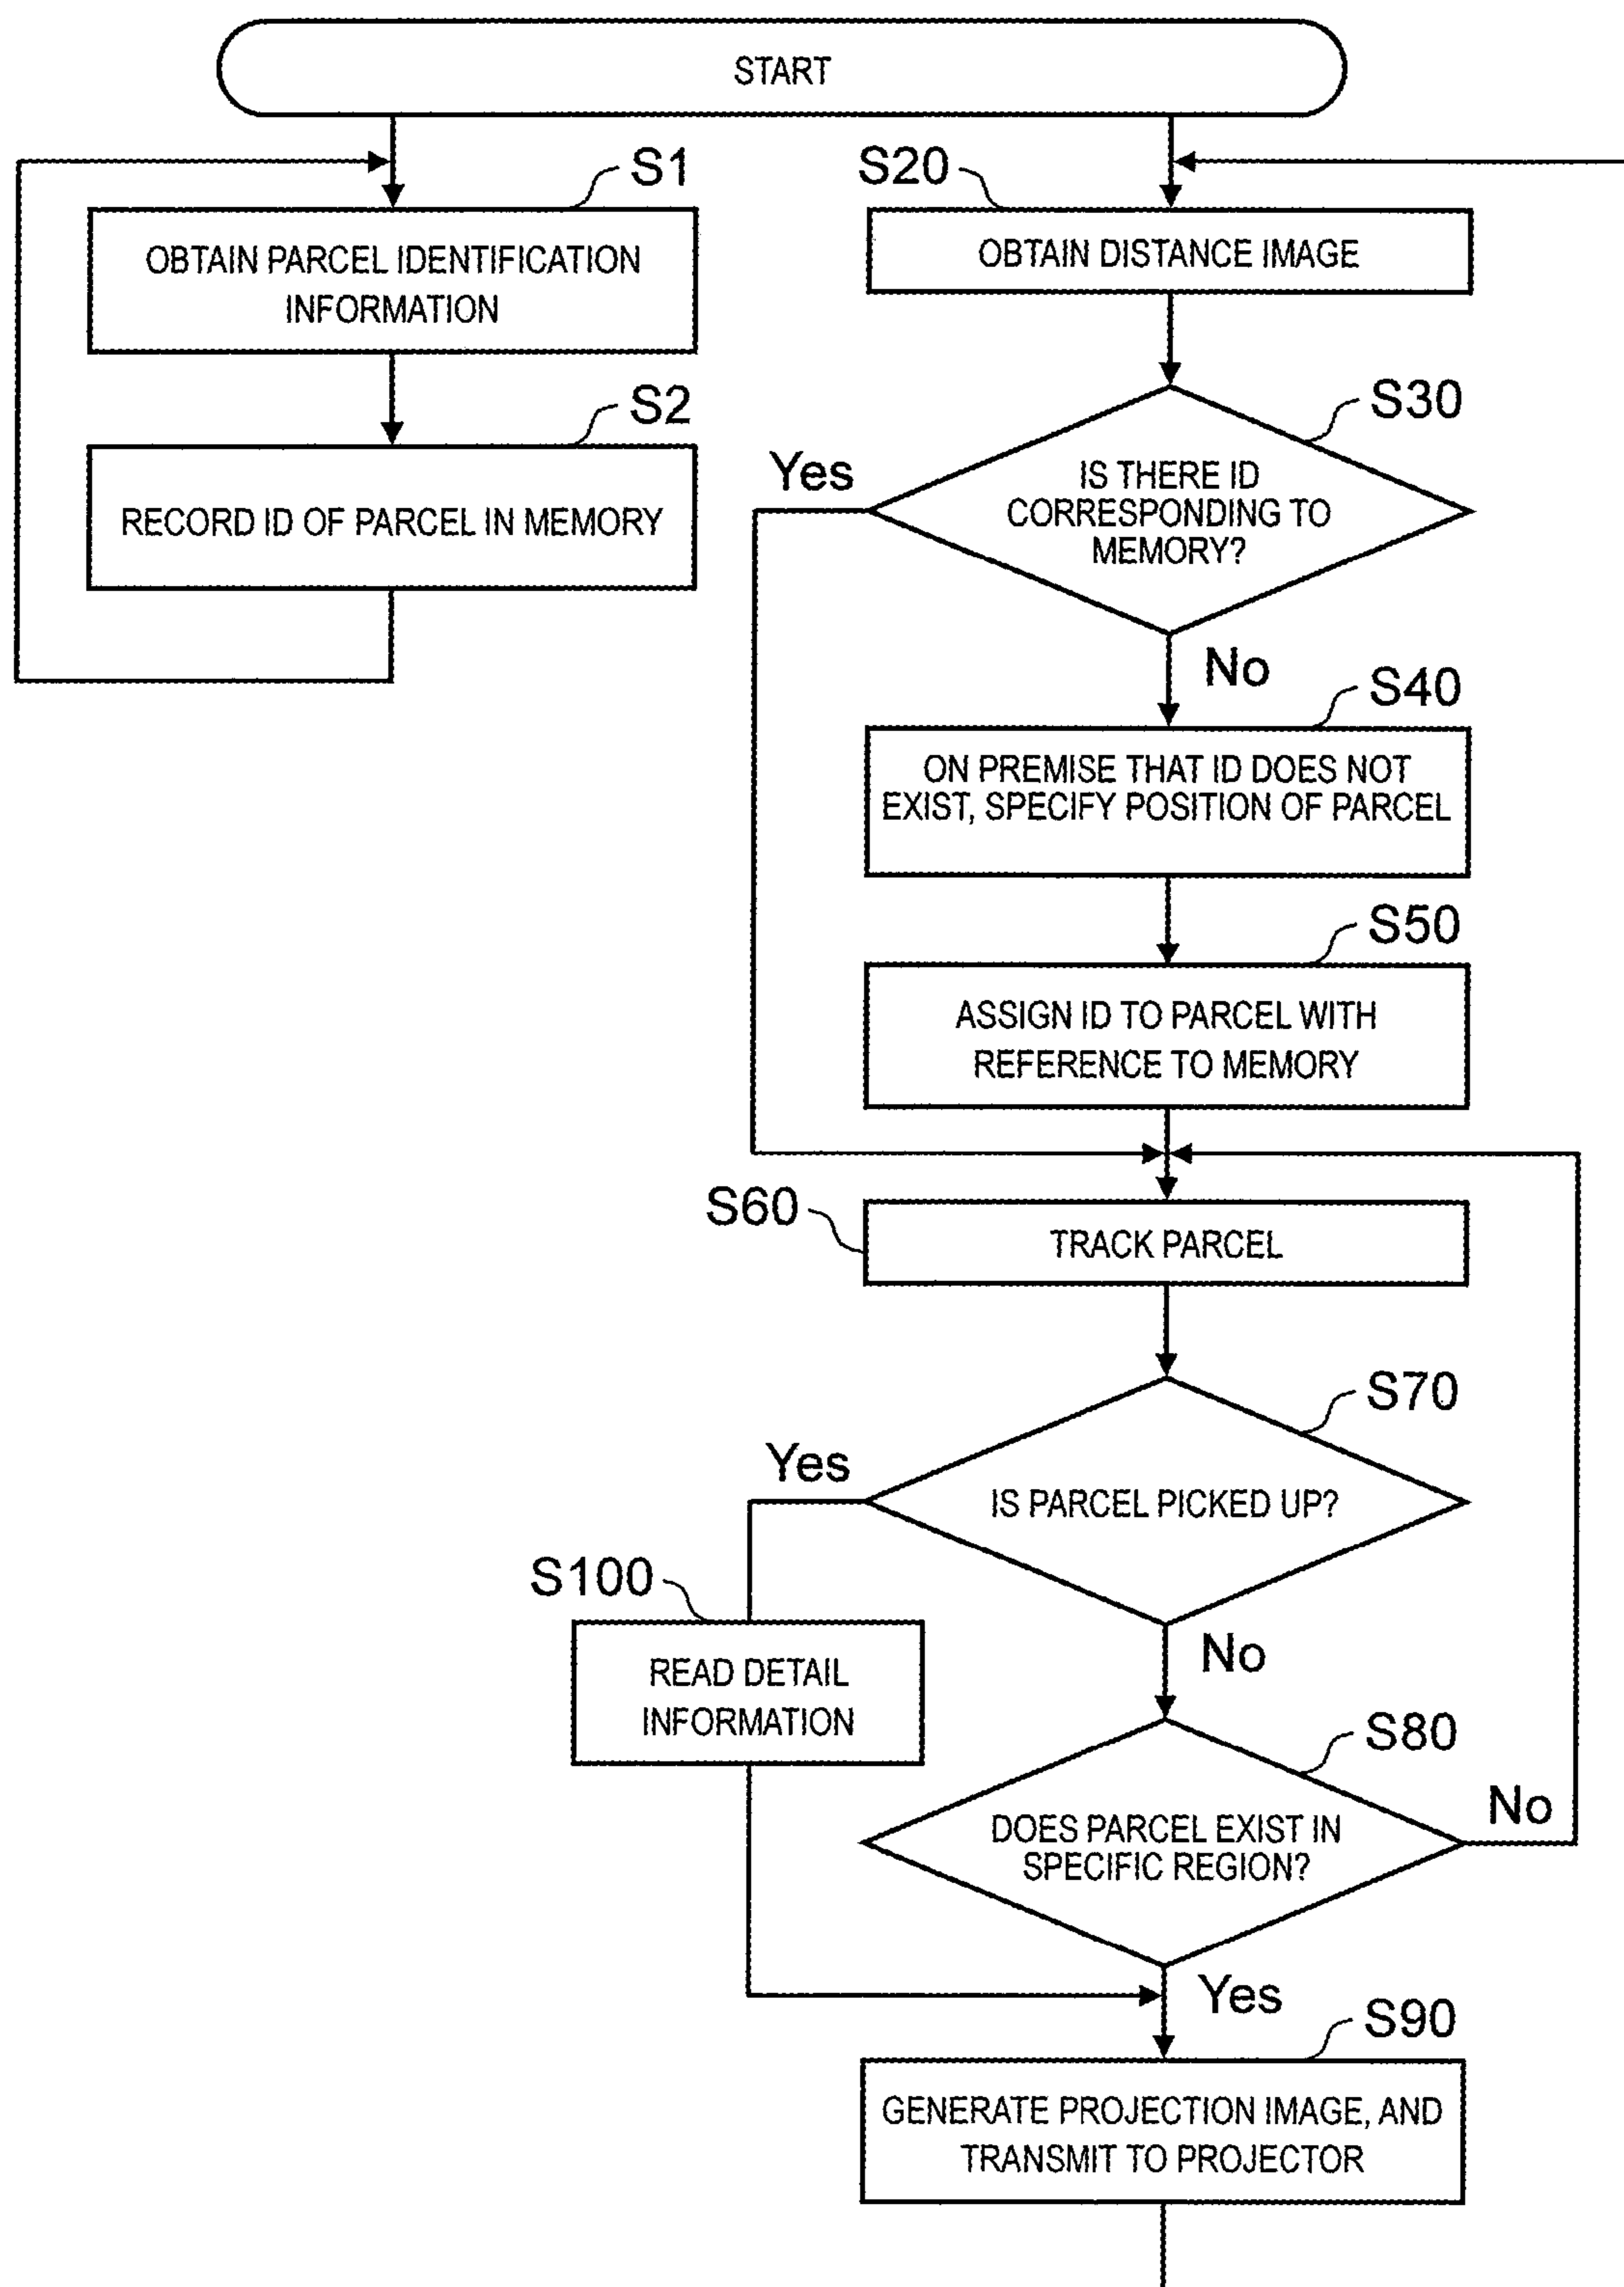 START
S1
OBTAIN PARCEL IDENTIFICATION
INFORMATION
S2
RECORD ID OF PARCEL IN MEMORY
S20
OBTAIN DISTANCE IMAGE
S30
IS THERE ID
CORRESPONDING TO
MEMORY?
Yes
No
S40
ON PREMISE THAT ID DOES NOT
EXIST, SPECIFY POSITION OF PARCEL
S50
ASSIGN ID TO PARCEL WITH
REFERENCE TO MEMORY
S60
TRACK PARCEL
S70
IS PARCEL PICKED UP?
Yes
No
S100
READ DETAIL
INFORMATION
S80
DOES PARCEL EXIST IN
SPECIFIC REGION?
No
Yes
S90
GENERATE PROJECTION IMAGE, AND
TRANSMIT TO PROJECTOR